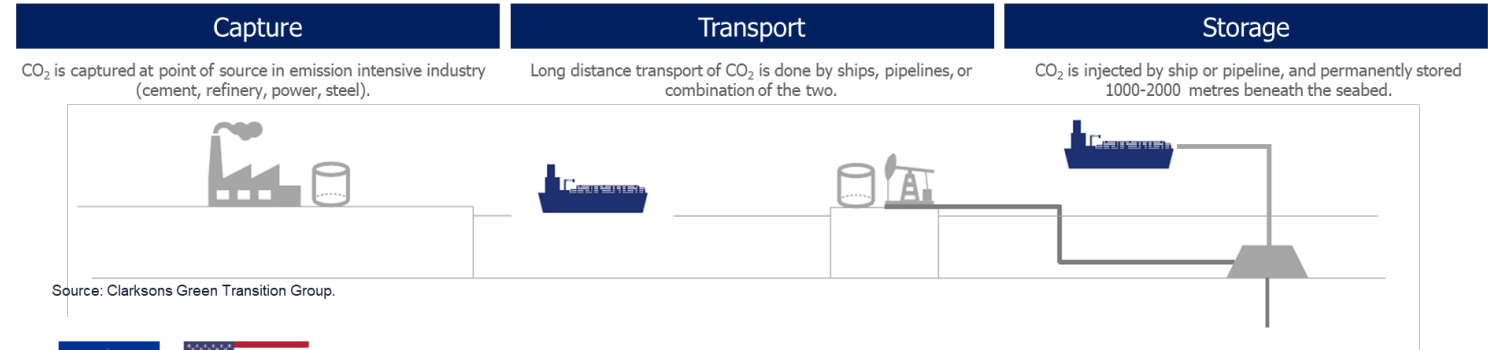 Capture
Transport
Storage
CO₂ is captured at point of source in emission intensive industry
(cement, refinery, power, steel).
Long distance transport of CO₂ is done by ships, pipelines, or
combination of the two.
CO₂ is injected by ship or pipeline, and permanently stored
1000-2000 metres beneath the seabed.
Source: Clarksons Green Transition Group.